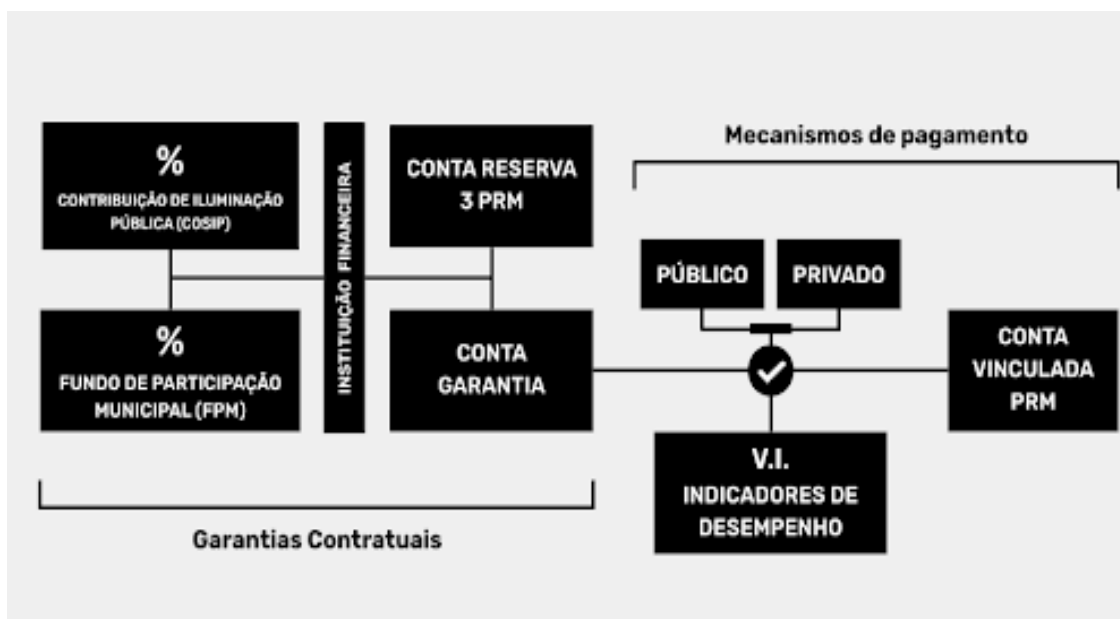 %
CONTRIBUIÇÃO DE ILUMINAÇÃO
PÚBLICA (COSIP)
%
FUNDO DE PARTICIPAÇÃO
MUNICIPAL (FPM)
INSTITUIÇÃO FINANCEIRA
CONTA RESERVA
3 PRM
CONTA
GARANTIA
Garantias Contratuais
Mecanismos de pagamento
PÚBLICO
PRIVADO
V.I.
INDICADORES DE
DESEMPENHO
CONTA
VINCULADA
PRM